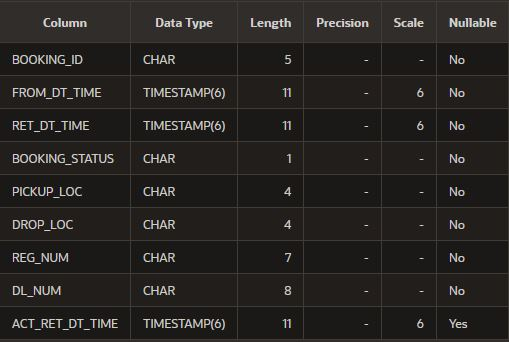 Column Data Type Length Precision Scale Nullable
BOOKING_ID CHAR 5 - - No
FROM_DT_TIME TIMESTAMP(6) 11 - 6 No
RET_DT_TIME TIMESTAMP(6) 11 - 6 No
BOOKING_STATUS CHAR 1 - - No
PICKUP_LOC CHAR 4 - - No
DROP_LOC CHAR 4 - - No
REG_NUM CHAR 7 - - No
DL_NUM CHAR 8 - - No
ACT_RET_DT_TIME TIMESTAMP(6) 11 - 6 Yes